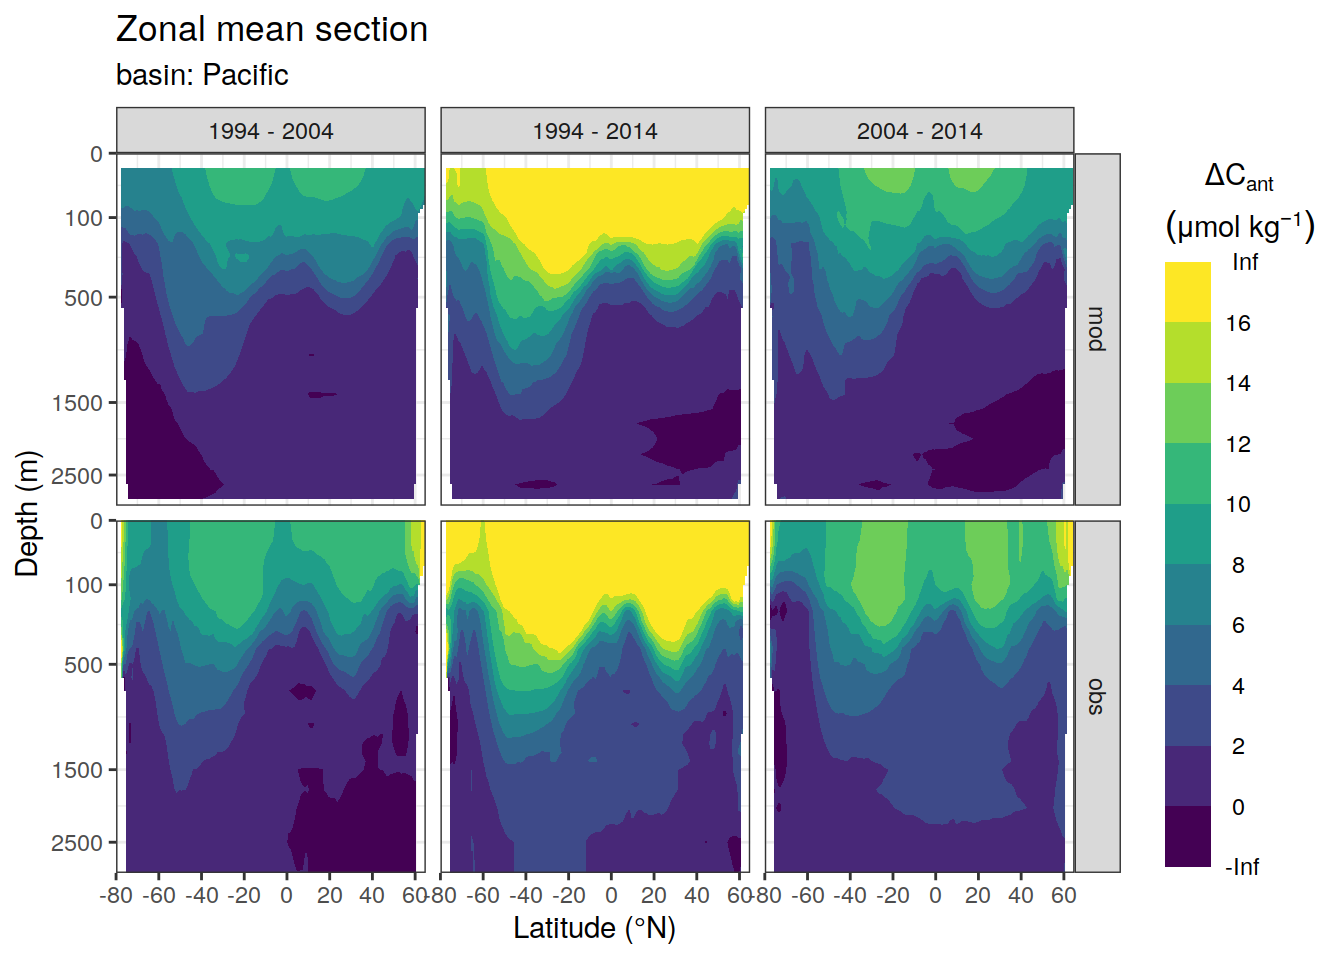 Zonal mean section
basin: Pacific
1994 - 2004
1994 - 2014
2004 - 2014
0
100
500
1500
2500
mod
0
100
500
1500
2500
obs
-80 -60 -40 -20 0 20 40 60
-80 -60 -40 -20 0 20 40 60
-80 -60 -40 -20 0 20 40 60
Depth (m)
Latitude (°N)
ΔCant
(µmol kg⁻¹)
Inf
16
14
12
10
8
6
4
2
0
-Inf